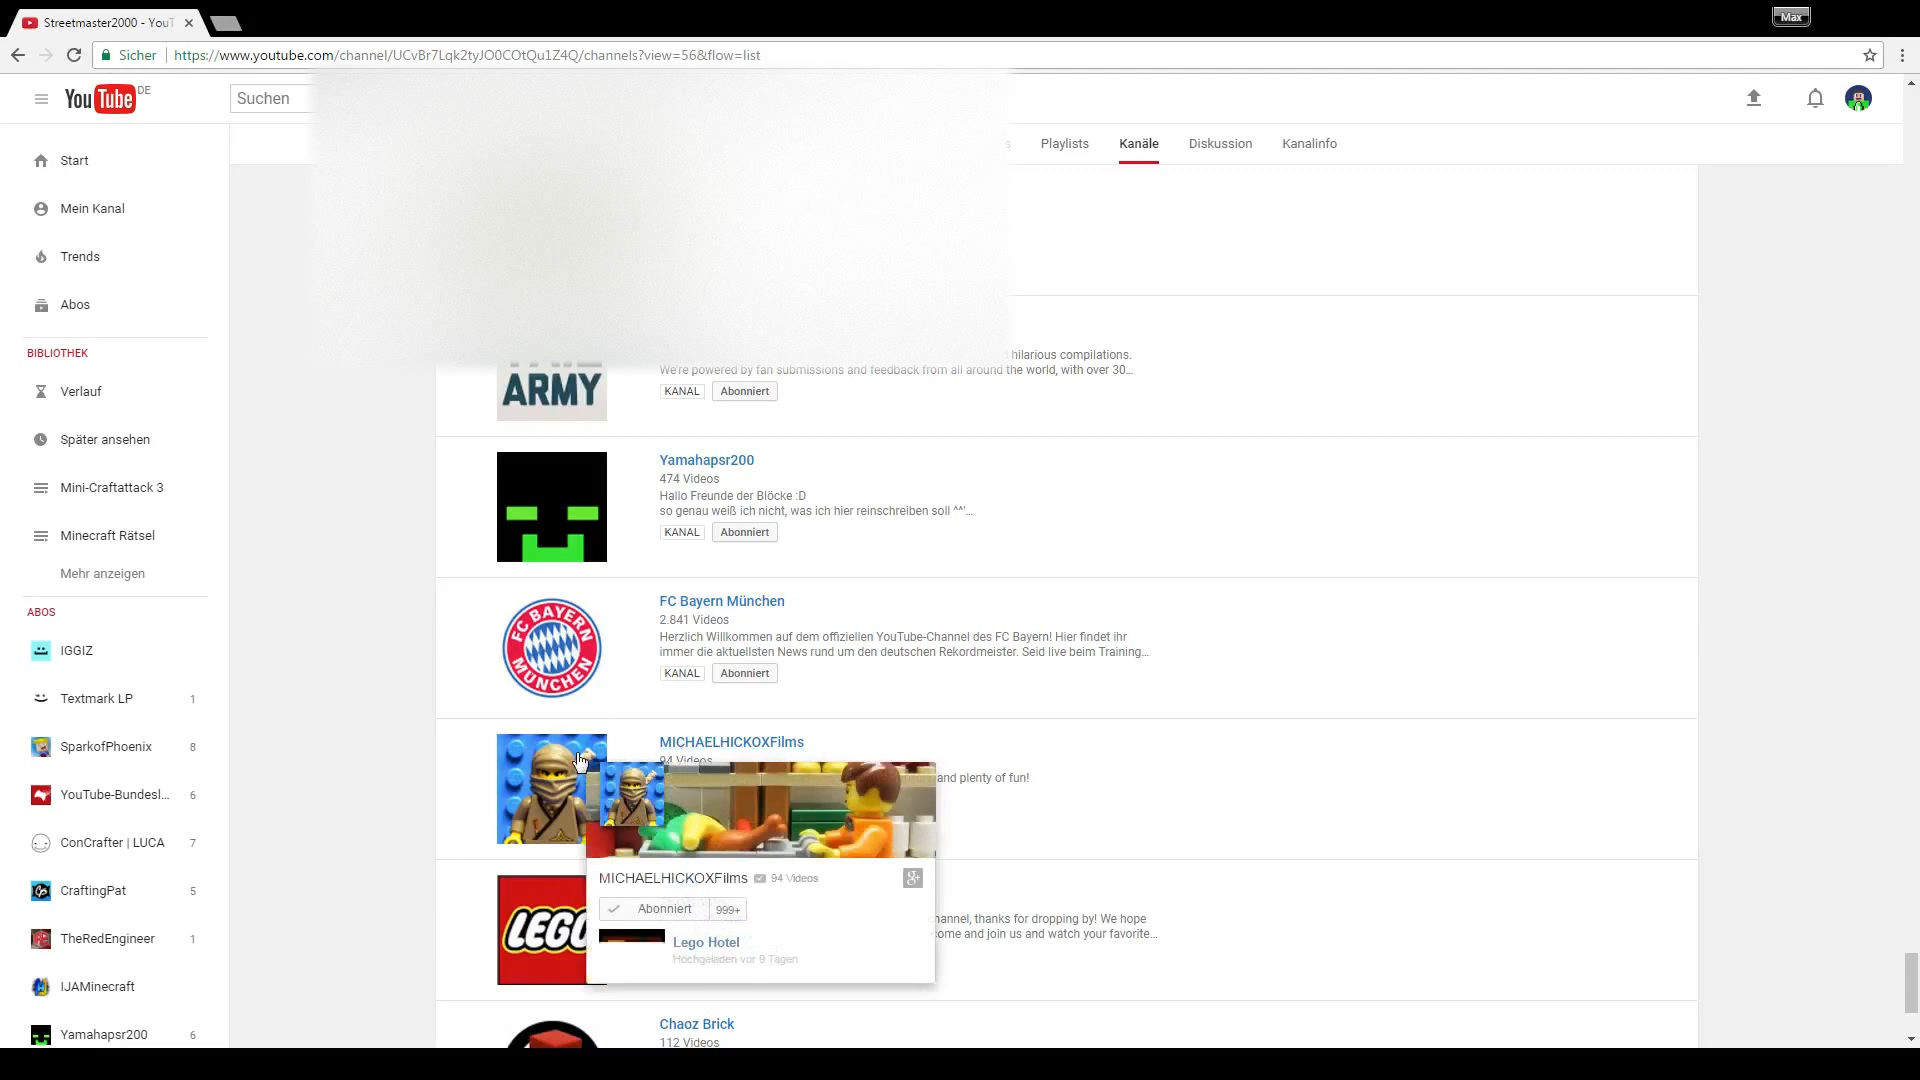 Streetmaster2000 - YouT
Max
Sicher
https://www.youtube.com/channel/UCvBr7Lqk2tyJO0COtQu1Z4Q/channels?view=56&flow=list
YouTube DE
Suchen
Playlists
Kanäle
Diskussion
Kanalinfo
Start
Mein Kanal
Trends
Abos
BIBLIOTHEK
Verlauf
Später ansehen
Mini-Craftattack 3
Minecraft Rätsel
Mehr anzeigen
ABOS
IGGIZ
Textmark LP 1
SparkofPhoenix 8
YouTube-Bundesl... 6
ConCrafter | LUCA 7
CraftingPat 5
TheRedEngineer 1
IJAMinecraft
Yamahapsr200 6
ARMY
hilarious compilations.
We're powered by fan submissions and feedback from all around the world, with over 30...
KANAL Abonniert
Yamahapsr200
474 Videos
Hallo Freunde der Blöcke :D
so genau weiß ich nicht, was ich hier reinschreiben soll ^^'...
KANAL Abonniert
FC BAYERN MÜNCHEN
FC Bayern München
2.841 Videos
Herzlich Willkommen auf dem offiziellen YouTube-Channel des FC Bayern! Hier findet ihr
immer die aktuellsten News rund um den deutschen Rekordmeister. Seid live beim Training...
KANAL Abonniert
MICHAELHICKOXFilms
94 Videos
and plenty of fun!
MICHAELHICKOXFilms 94 Videos
g+
Abonniert 999+
Lego Hotel
Hochgeladen vor 9 Tagen
LEGO
hannel, thanks for dropping by! We hope
come and join us and watch your favorite...
Chaoz Brick
112 Videos